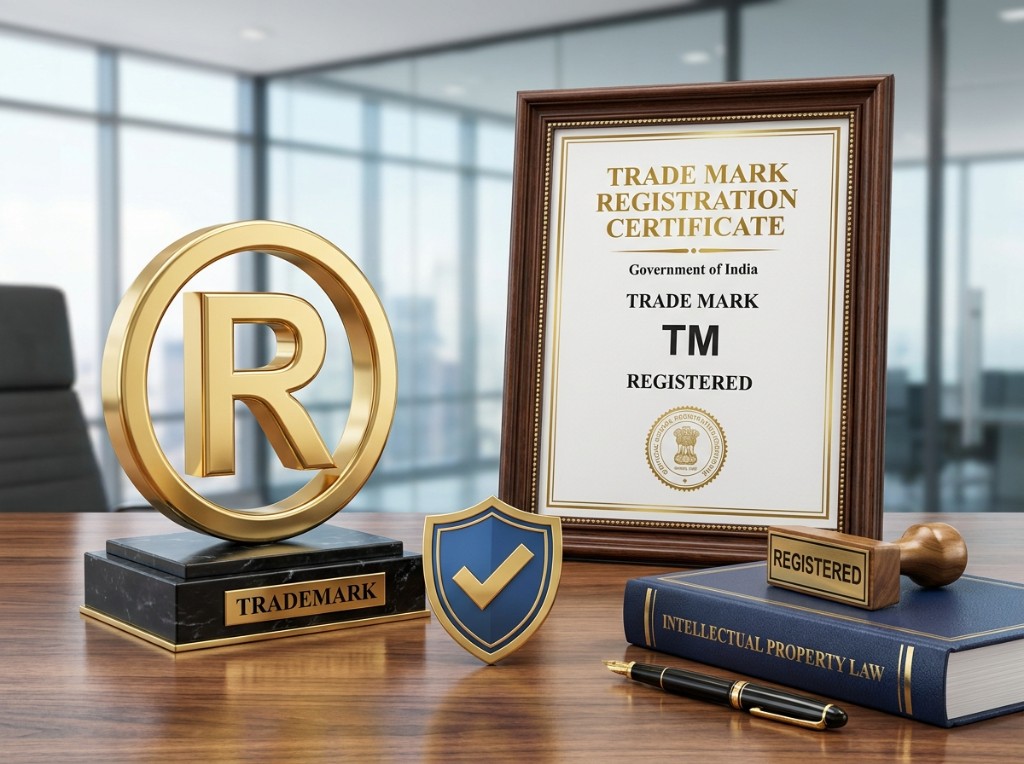 R
TRADEMARK
TRADE MARK
REGISTRATION
CERTIFICATE
Government of India
TRADE MARK
TM
REGISTERED
REGISTERED
INTELLECTUAL PROPERTY LAW